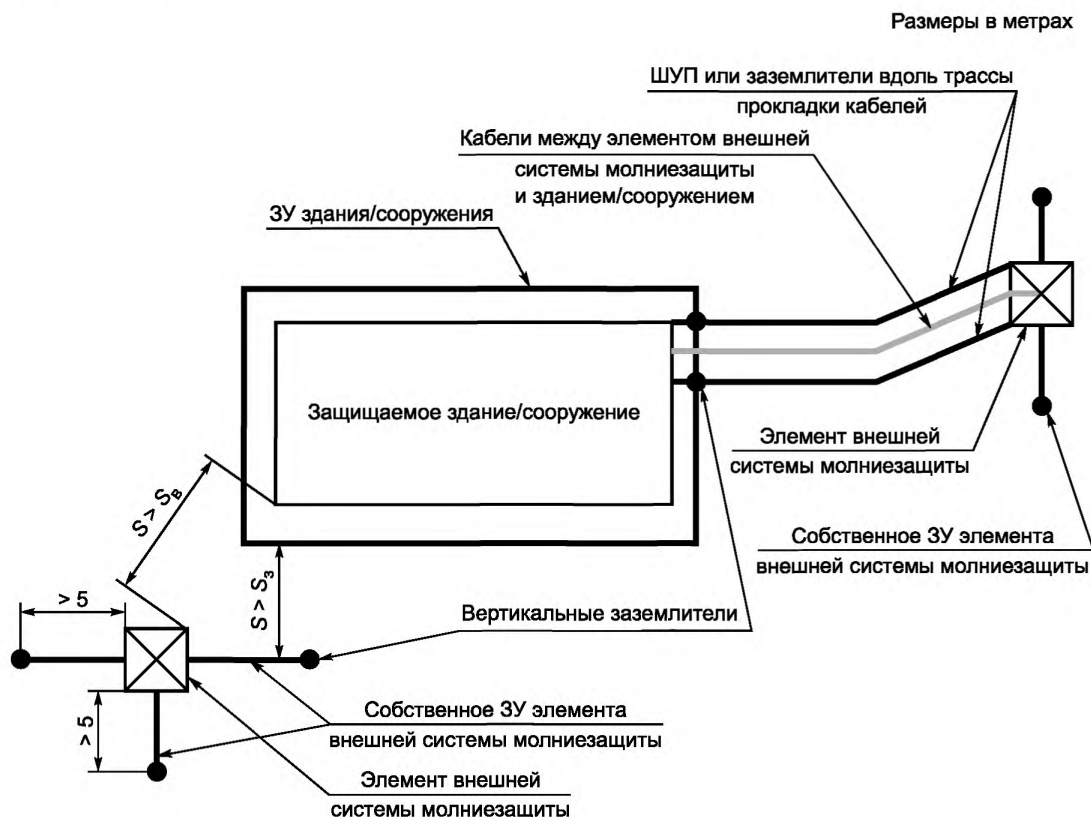 Размеры в метрах
ШУП или заземлители вдоль трассы
прокладки кабелей
Кабели между элементом внешней
системы молниезащиты
и зданием/сооружением
ЗУ здания/сооружения
Защищаемое здание/сооружение
Элемент внешней
системы молниезащиты
S > Sв
S > Sз
Собственное ЗУ элемента
внешней системы молниезащиты
> 5
Вертикальные заземлители
> 5
Собственное ЗУ элемента
внешней системы молниезащиты
Элемент внешней
системы молниезащиты